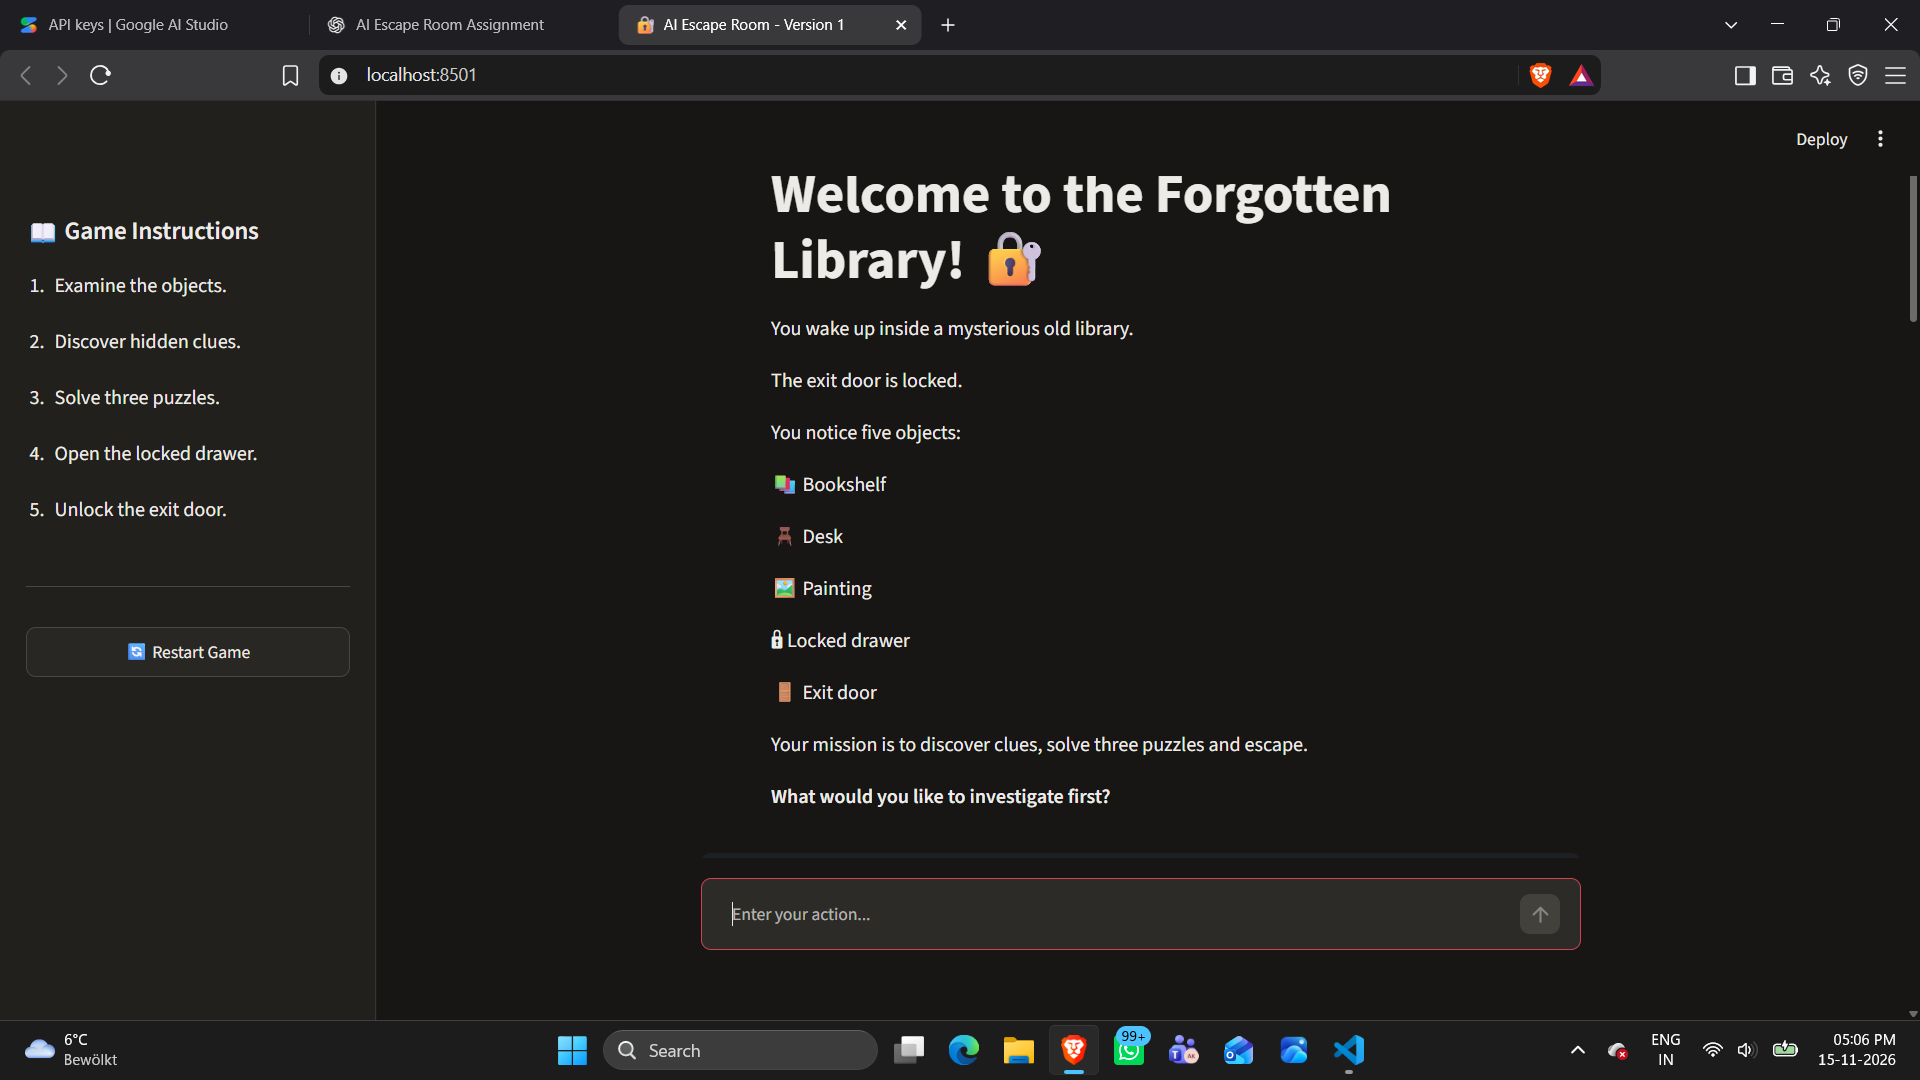 API keys | Google AI Studio
AI Escape Room Assignment
AI Escape Room - Version 1
localhost:8501
Deploy
Game Instructions
1. Examine the objects.
2. Discover hidden clues.
3. Solve three puzzles.
4. Open the locked drawer.
5. Unlock the exit door.
Restart Game
Welcome to the Forgotten
Library!
You wake up inside a mysterious old library.
The exit door is locked.
You notice five objects:
Bookshelf
Desk
Painting
Locked drawer
Exit door
Your mission is to discover clues, solve three puzzles and escape.
What would you like to investigate first?
Enter your action...
6°C
Bewölkt
Search
99+
ENG
IN
05:06 PM
15-11-2026